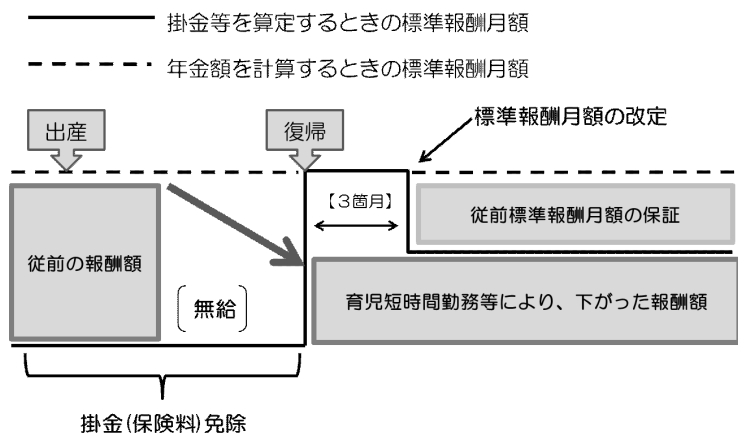 掛金等を算定するときの標準報酬月額
年金額を計算するときの標準報酬月額
標準報酬月額の改定
出産
復帰
【３箇月】
従前標準報酬月額の保証
従前の報酬額
無給
育児短時間勤務等により、下がった報酬額
掛金(保険料)免除